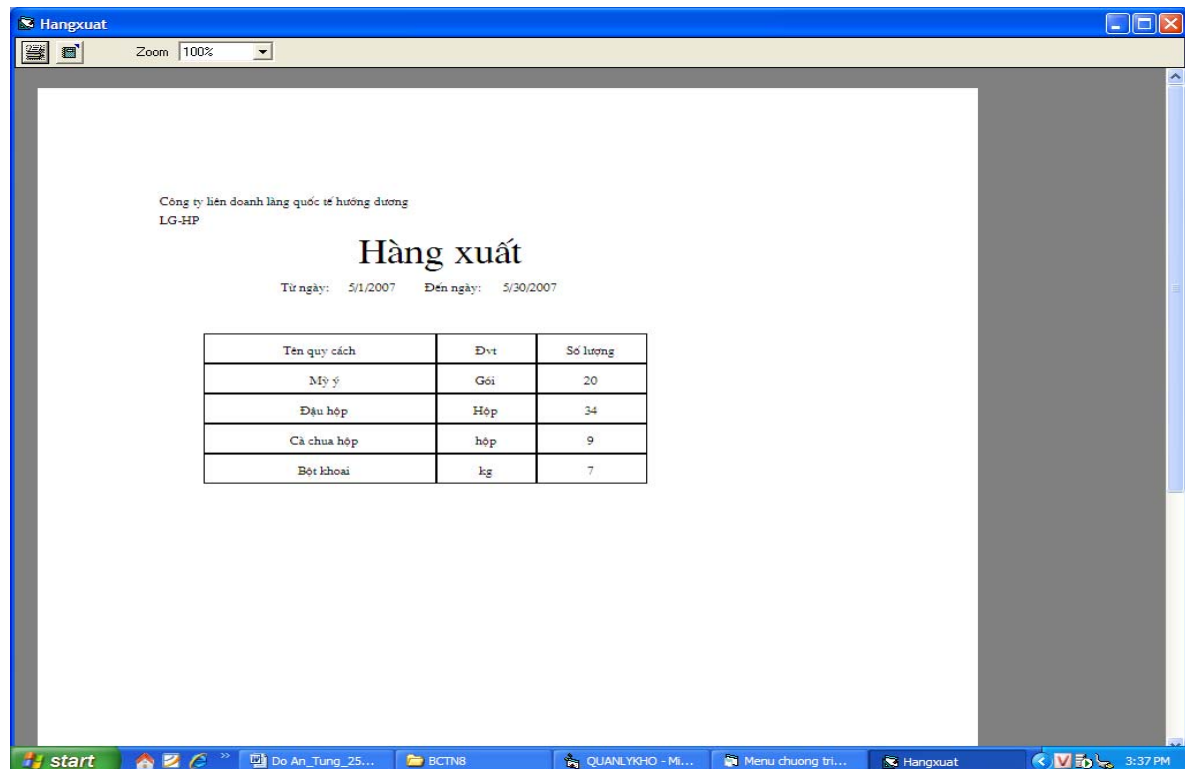 Hangxuat
Zoom 100%
Công ty liên doanh làng quốc tế hướng dương
LG-HP
Hàng xuất
Từ ngày: 5/1/2007 Đến ngày: 5/30/2007
Tên quy cách Đvt Số lượng
Mỳ ý Gói 20
Đậu hộp Hộp 34
Cà chua hộp hộp 9
Bột khoai kg 7
start Do An_Tung_25... BCTN8 QUANLYKHO - Mi... Menu chuong tri... Hangxuat 3:37 PM